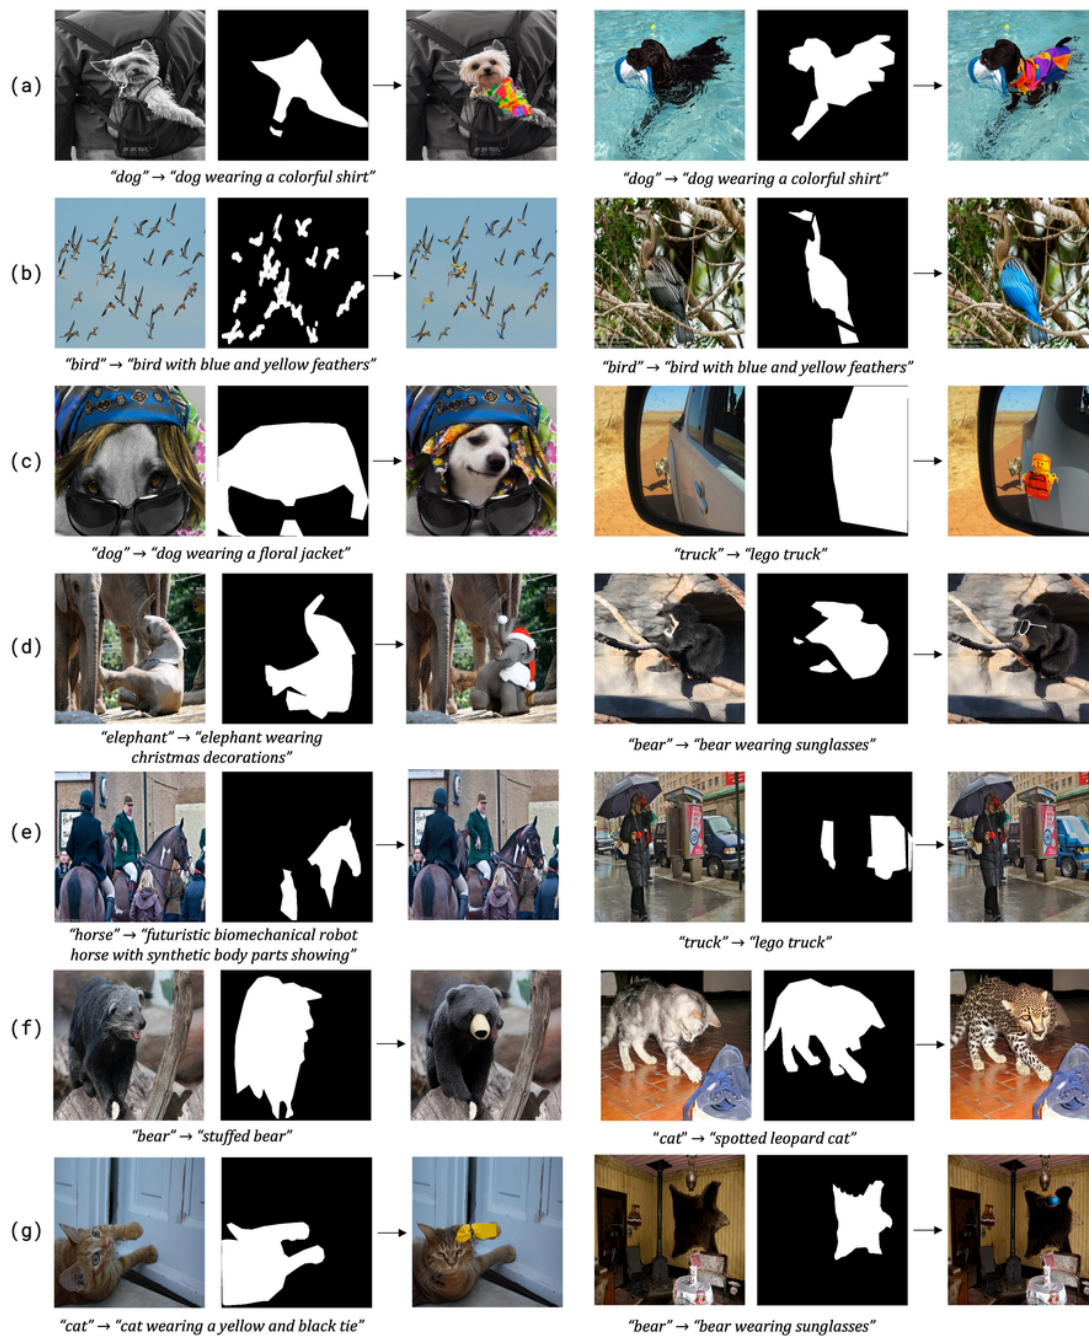 (a)
"dog" → "dog wearing a colorful shirt"
"dog" → "dog wearing a colorful shirt"
(b)
"bird" → "bird with blue and yellow feathers"
"bird" → "bird with blue and yellow feathers"
(c)
"dog" → "dog wearing a floral jacket"
"truck" → "lego truck"
(d)
"elephant" → "elephant wearing
christmas decorations"
"bear" → "bear wearing sunglasses"
(e)
"horse" → "futuristic biomechanical robot
horse with synthetic body parts showing"
"truck" → "lego truck"
(f)
"bear" → "stuffed bear"
"cat" → "spotted leopard cat"
(g)
"cat" → "cat wearing a yellow and black tie"
"bear" → "bear wearing sunglasses"